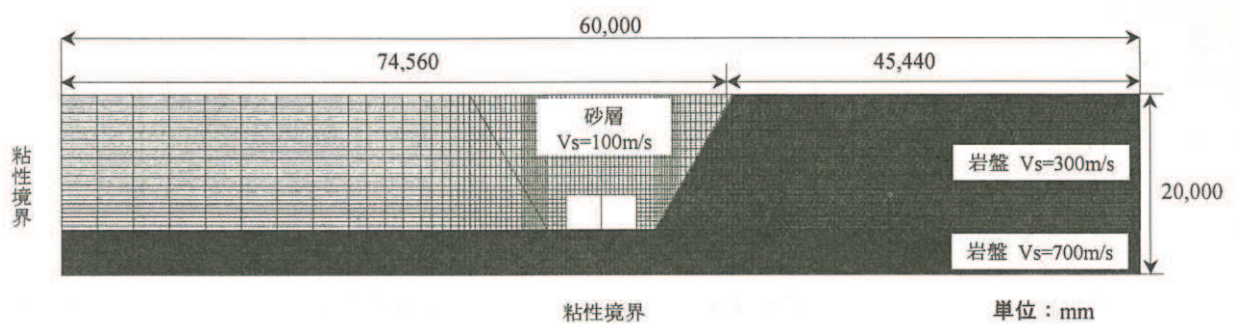 60,000
74,560
45,440
砂層
Vs=100m/s
粘性境界
岩盤 Vs=300m/s
20,000
岩盤 Vs=700m/s
粘性境界
単位：mm